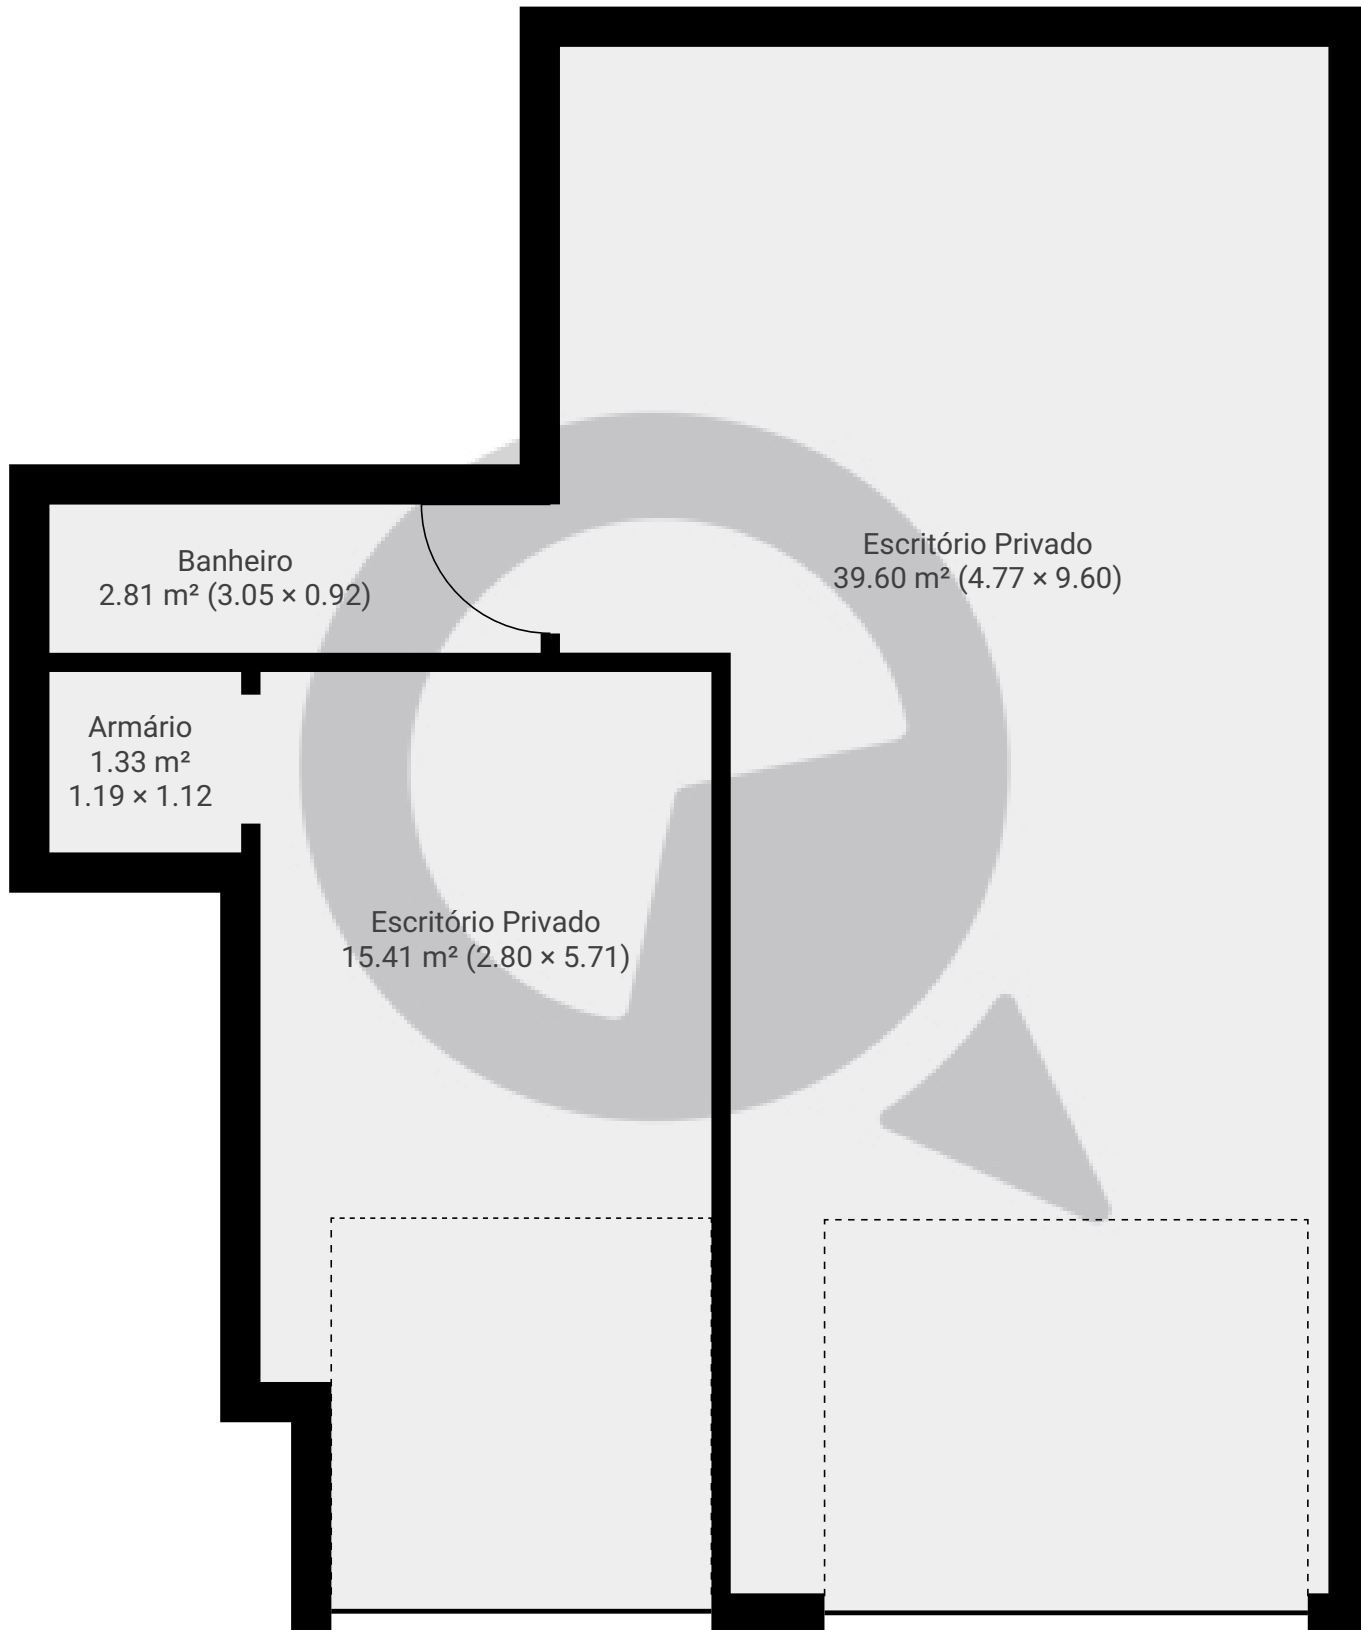 Escritório Privado
39.60 m² (4.77 × 9.60)
Banheiro
2.81 m² (3.05 × 0.92)
Armário
1.33 m²
1.19 × 1.12
Escritório Privado
15.41 m² (2.80 × 5.71)